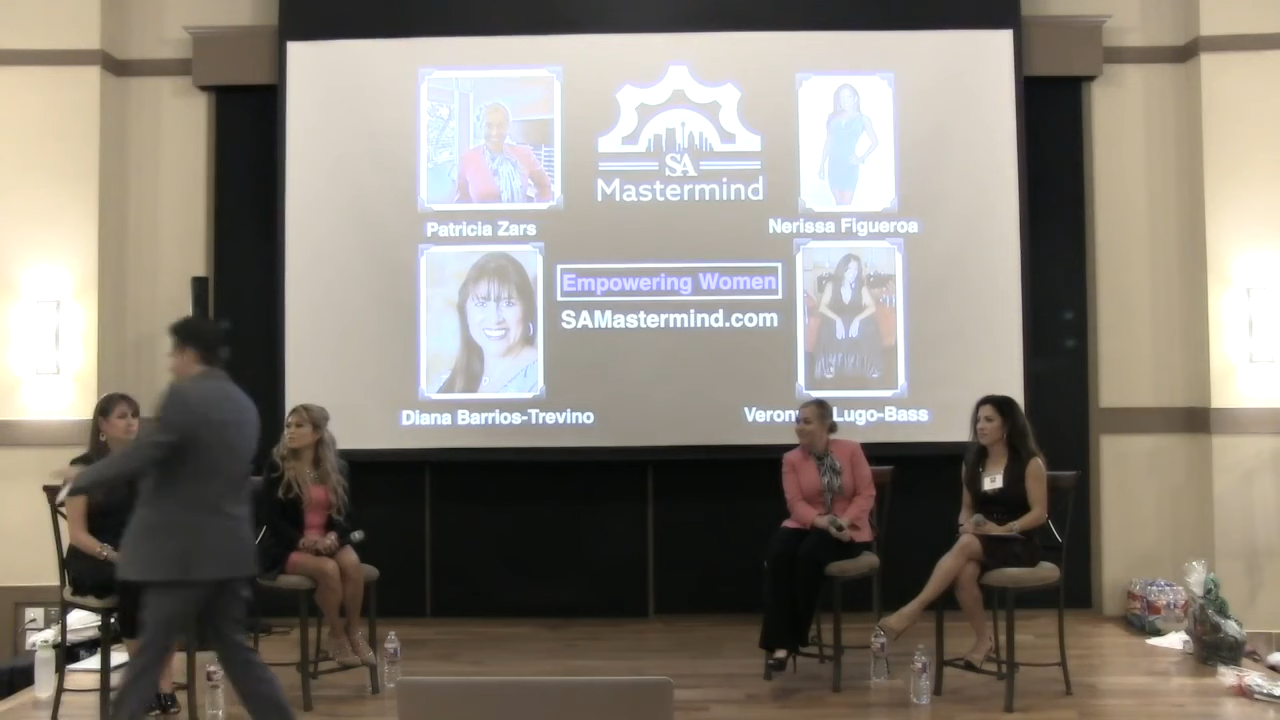 SA
Mastermind
Patricia Zars
Nerissa Figueroa
Empowering Women
SAMastermind.com
Diana Barrios-Trevino
Lugo-Bass